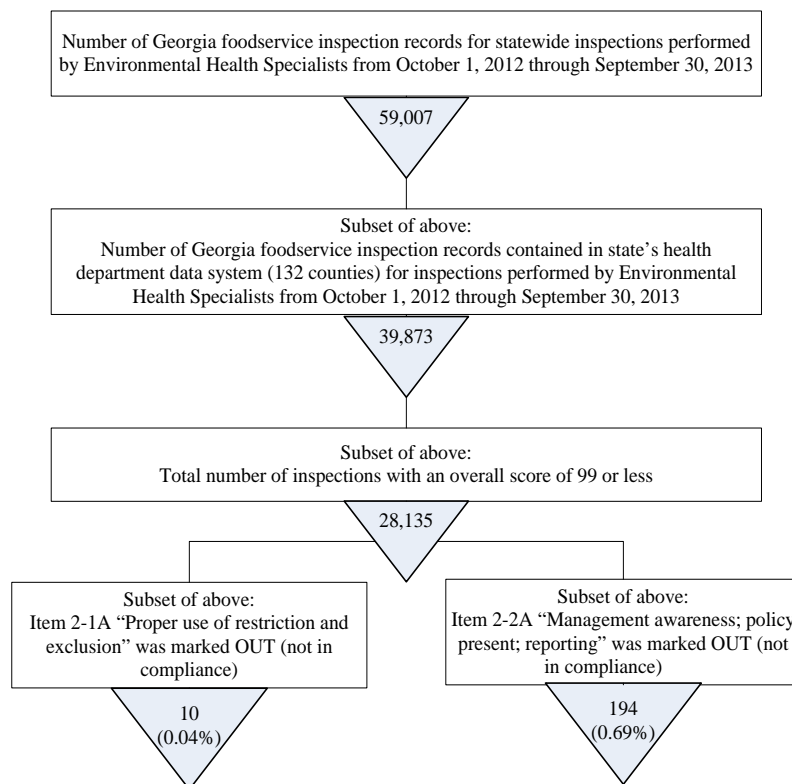 Number of Georgia foodservice inspection records for statewide inspections performed
by Environmental Health Specialists from October 1, 2012 through September 30, 2013
59,007
Subset of above:
Number of Georgia foodservice inspection records contained in state’s health
department data system (132 counties) for inspections performed by Environmental
Health Specialists from October 1, 2012 through September 30, 2013
39,873
Subset of above:
Total number of inspections with an overall score of 99 or less
28,135
Subset of above:
Item 2-1A “Proper use of restriction and
exclusion” was marked OUT (not in
compliance)
10
(0.04%)
Subset of above:
Item 2-2A “Management awareness; policy
present; reporting” was marked OUT (not
in compliance)
194
(0.69%)